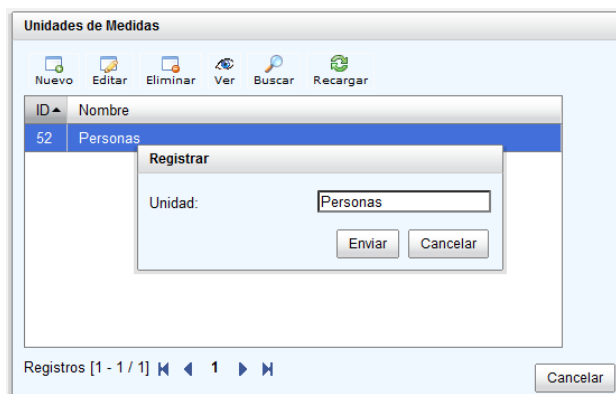 Unidades de Medidas
Nuevo Editar Eliminar Ver Buscar Recargar
ID Nombre
52 Personas
Registrar
Unidad: Personas
Enviar Cancelar
Registros [1 - 1 / 1] 1
Cancelar